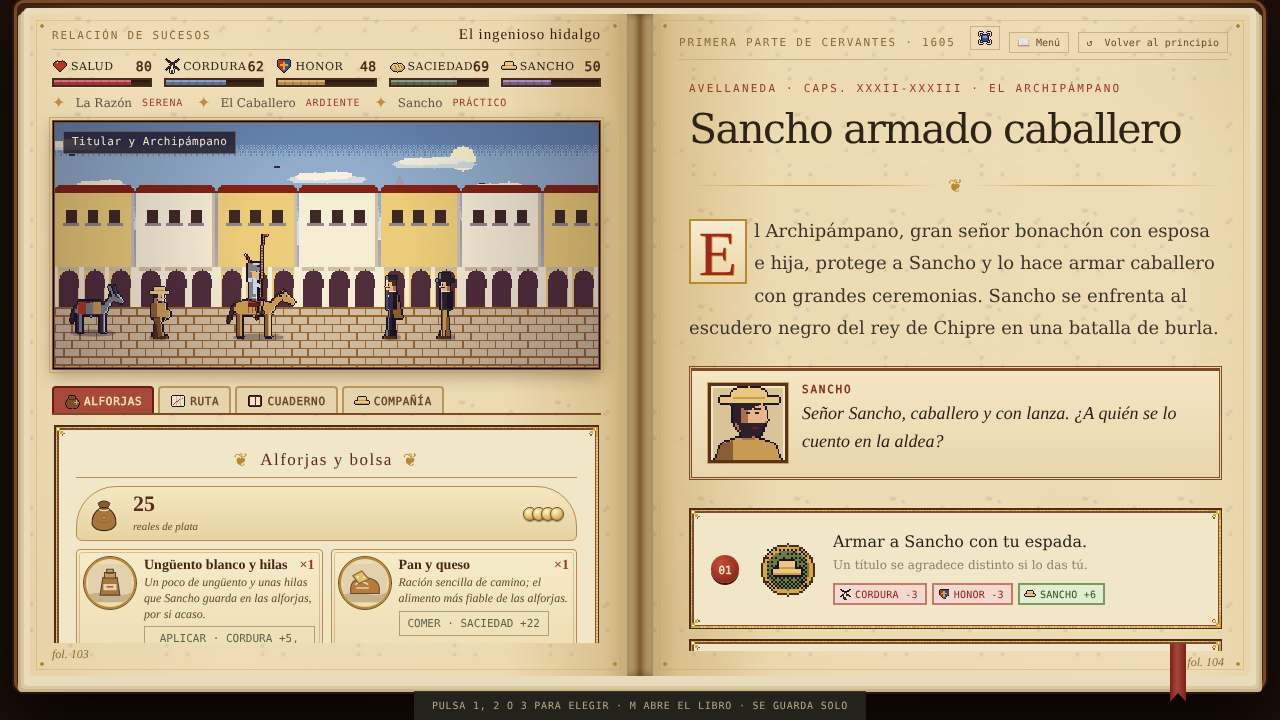 RELACIÓN DE SUCESOS
El ingenioso hidalgo
SALUD 80
CORDURA 62
HONOR 48
SACIEDAD 69
SANCHO 50
La Razón SERENA
El Caballero ARDIENTE
Sancho PRÁCTICO
Titular y Archipámpano
ALFORJAS
RUTA
CUADERNO
COMPAÑÍA
Alforjas y bolsa
25
reales de plata
Ungüento blanco y hilas ×1
Un poco de ungüento y unas hilas
que Sancho guarda en las alforjas,
por si acaso.
APLICAR · CORDURA +5,
Pan y queso ×1
Ración sencilla de camino; el
alimento más fiable de las alforjas.
COMER · SACIEDAD +22
fol. 103
PRIMERA PARTE DE CERVANTES · 1605
Menú
↺ Volver al principio
AVELLANEDA · CAPS. XXXII-XXXIII · EL ARCHIPÁMPANO
Sancho armado caballero
El Archipámpano, gran señor bonachón con esposa
e hija, protege a Sancho y lo hace armar caballero
con grandes ceremonias. Sancho se enfrenta al
escudero negro del rey de Chipre en una batalla de burla.
SANCHO
Señor Sancho, caballero y con lanza. ¿A quién se lo
cuento en la aldea?
01
Armar a Sancho con tu espada.
Un título se agradece distinto si lo das tú.
CORDURA -3
HONOR -3
SANCHO +6
fol. 104
PULSA 1, 2 O 3 PARA ELEGIR · M ABRE EL LIBRO · SE GUARDA SOLO